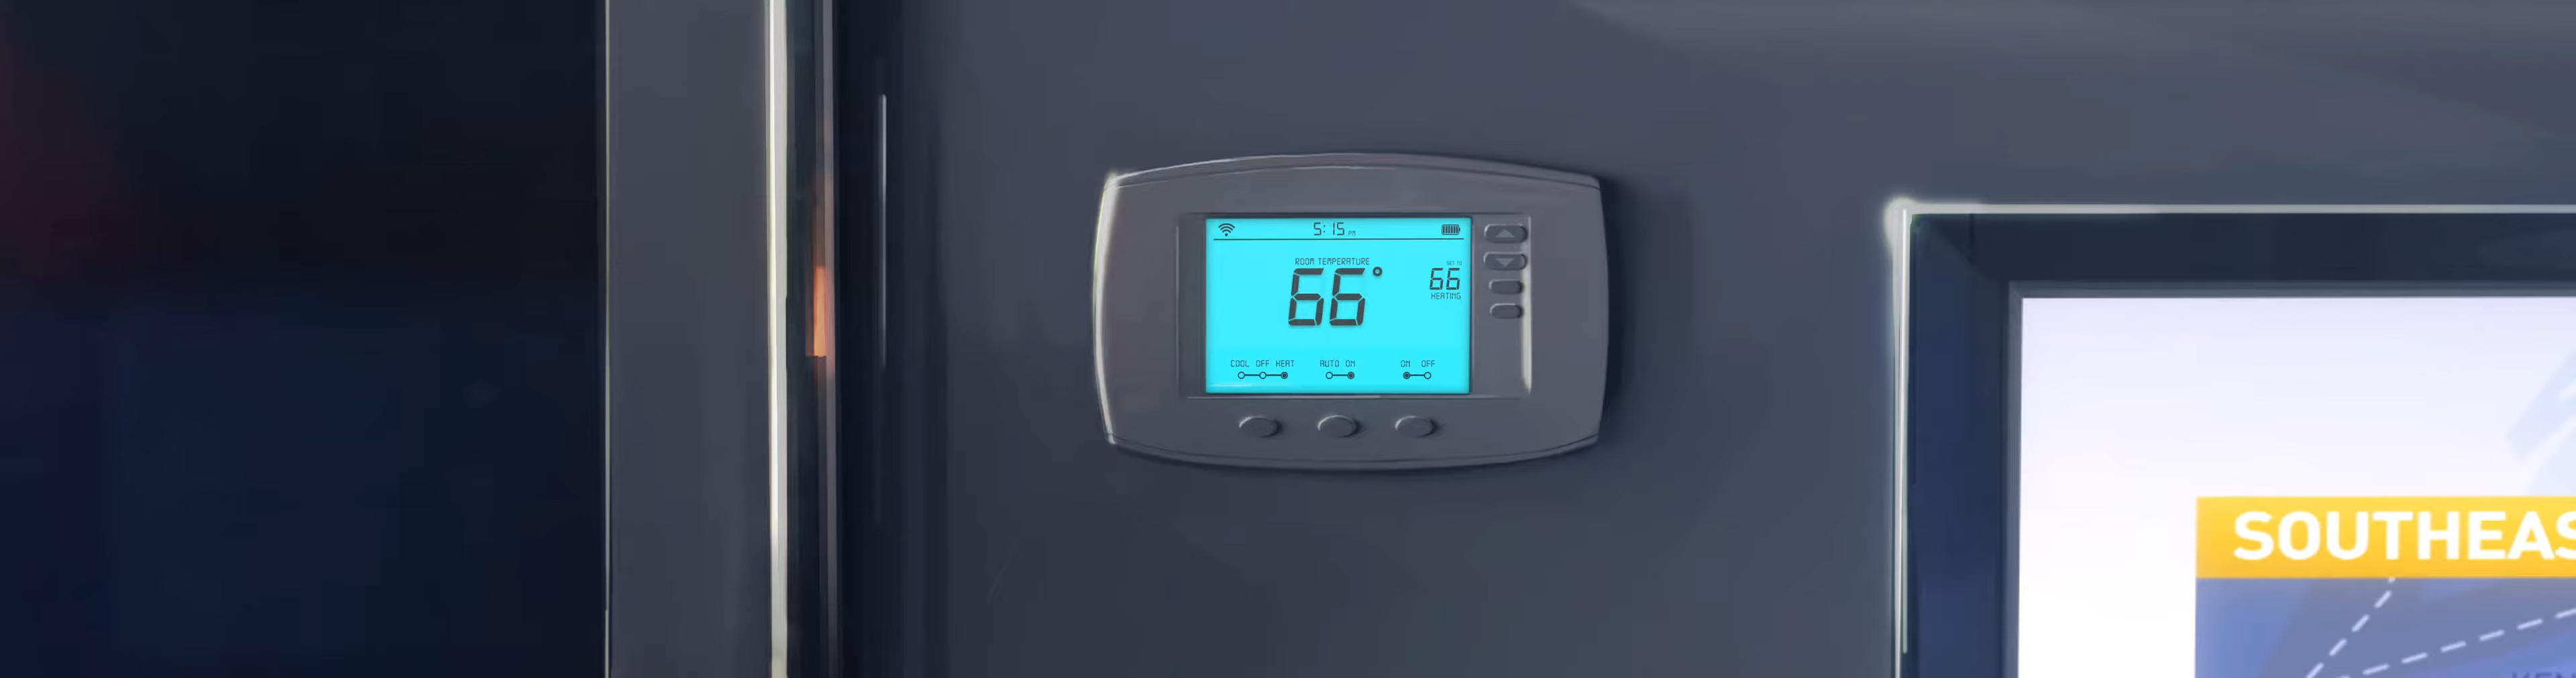 5:15 PM
ROOM TEMPERATURE
66°
SET TO
66
HEATING
COOL OFF HEAT
AUTO ON
ON OFF
SOUTHEAS